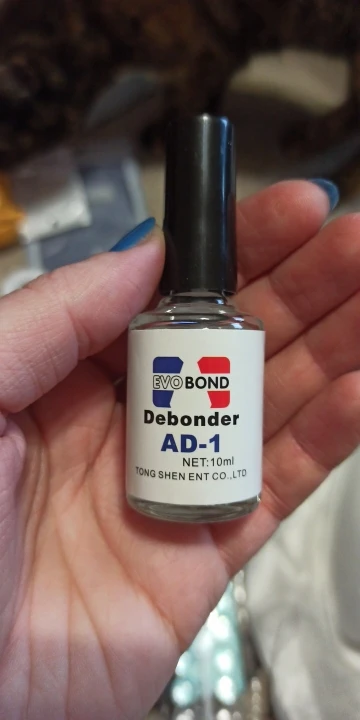 EVOBOND
Debonder
AD-1
NET:10ml
TONG SHEN ENT CO.,LTD